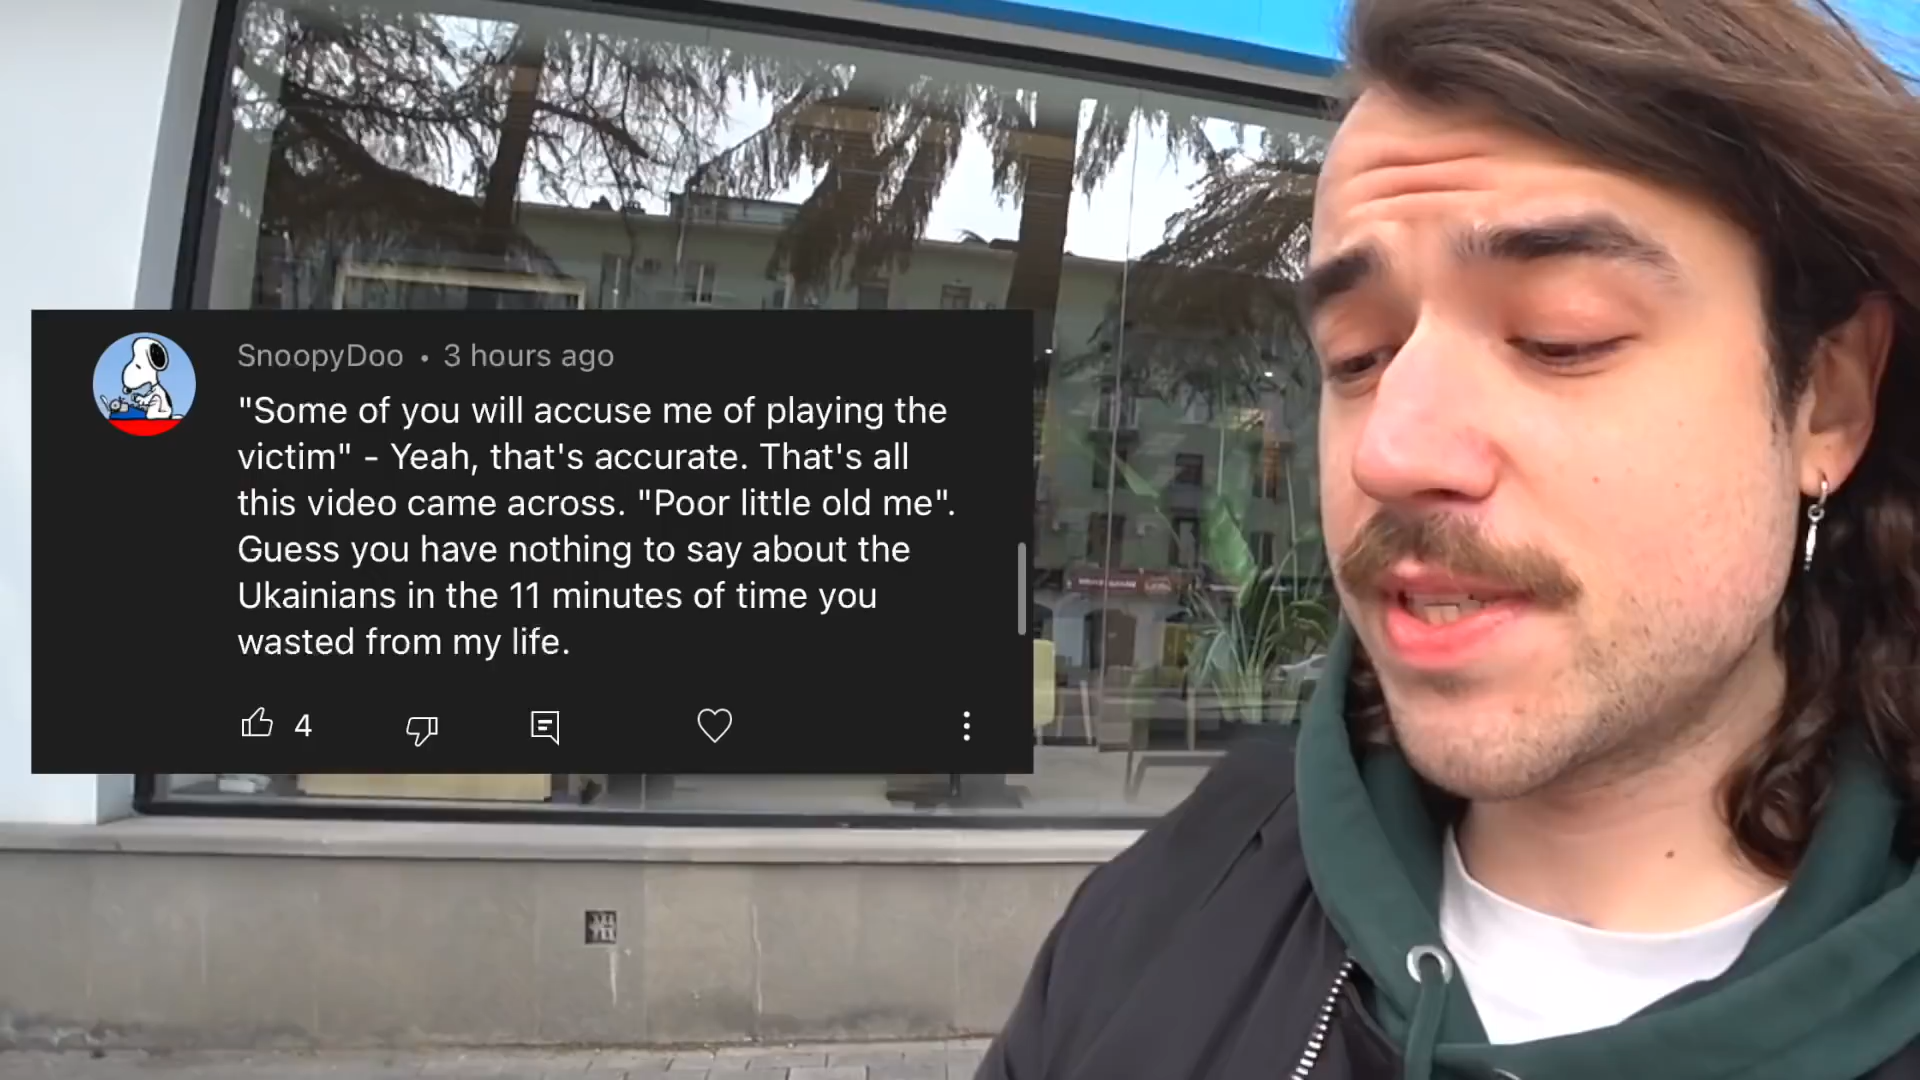 SnoopyDoo • 3 hours ago
"Some of you will accuse me of playing the
victim" - Yeah, that's accurate. That's all
this video came across. "Poor little old me".
Guess you have nothing to say about the
Ukainians in the 11 minutes of time you
wasted from my life.
4